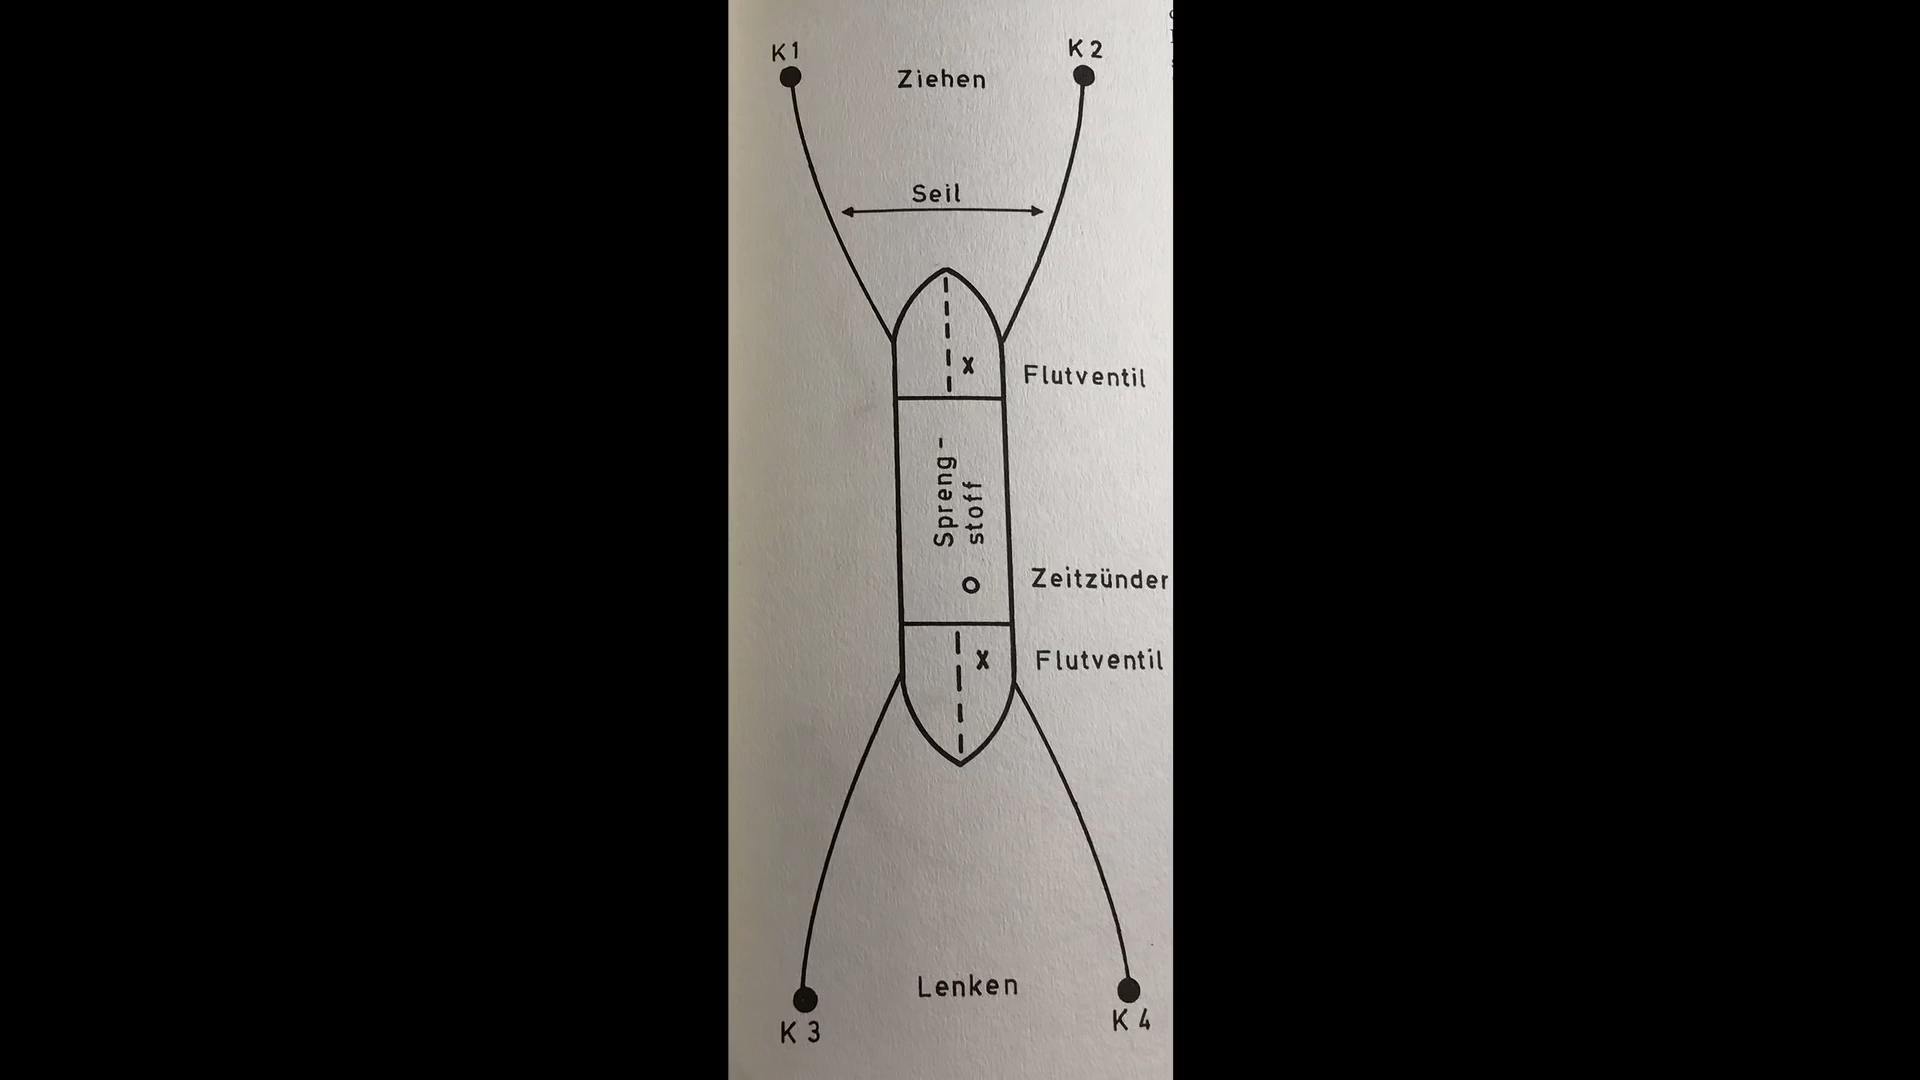 K1
K2
Ziehen
Seil
Flutventil
Spreng-
stoff
Zeitzünder
Flutventil
Lenken
K3
K4